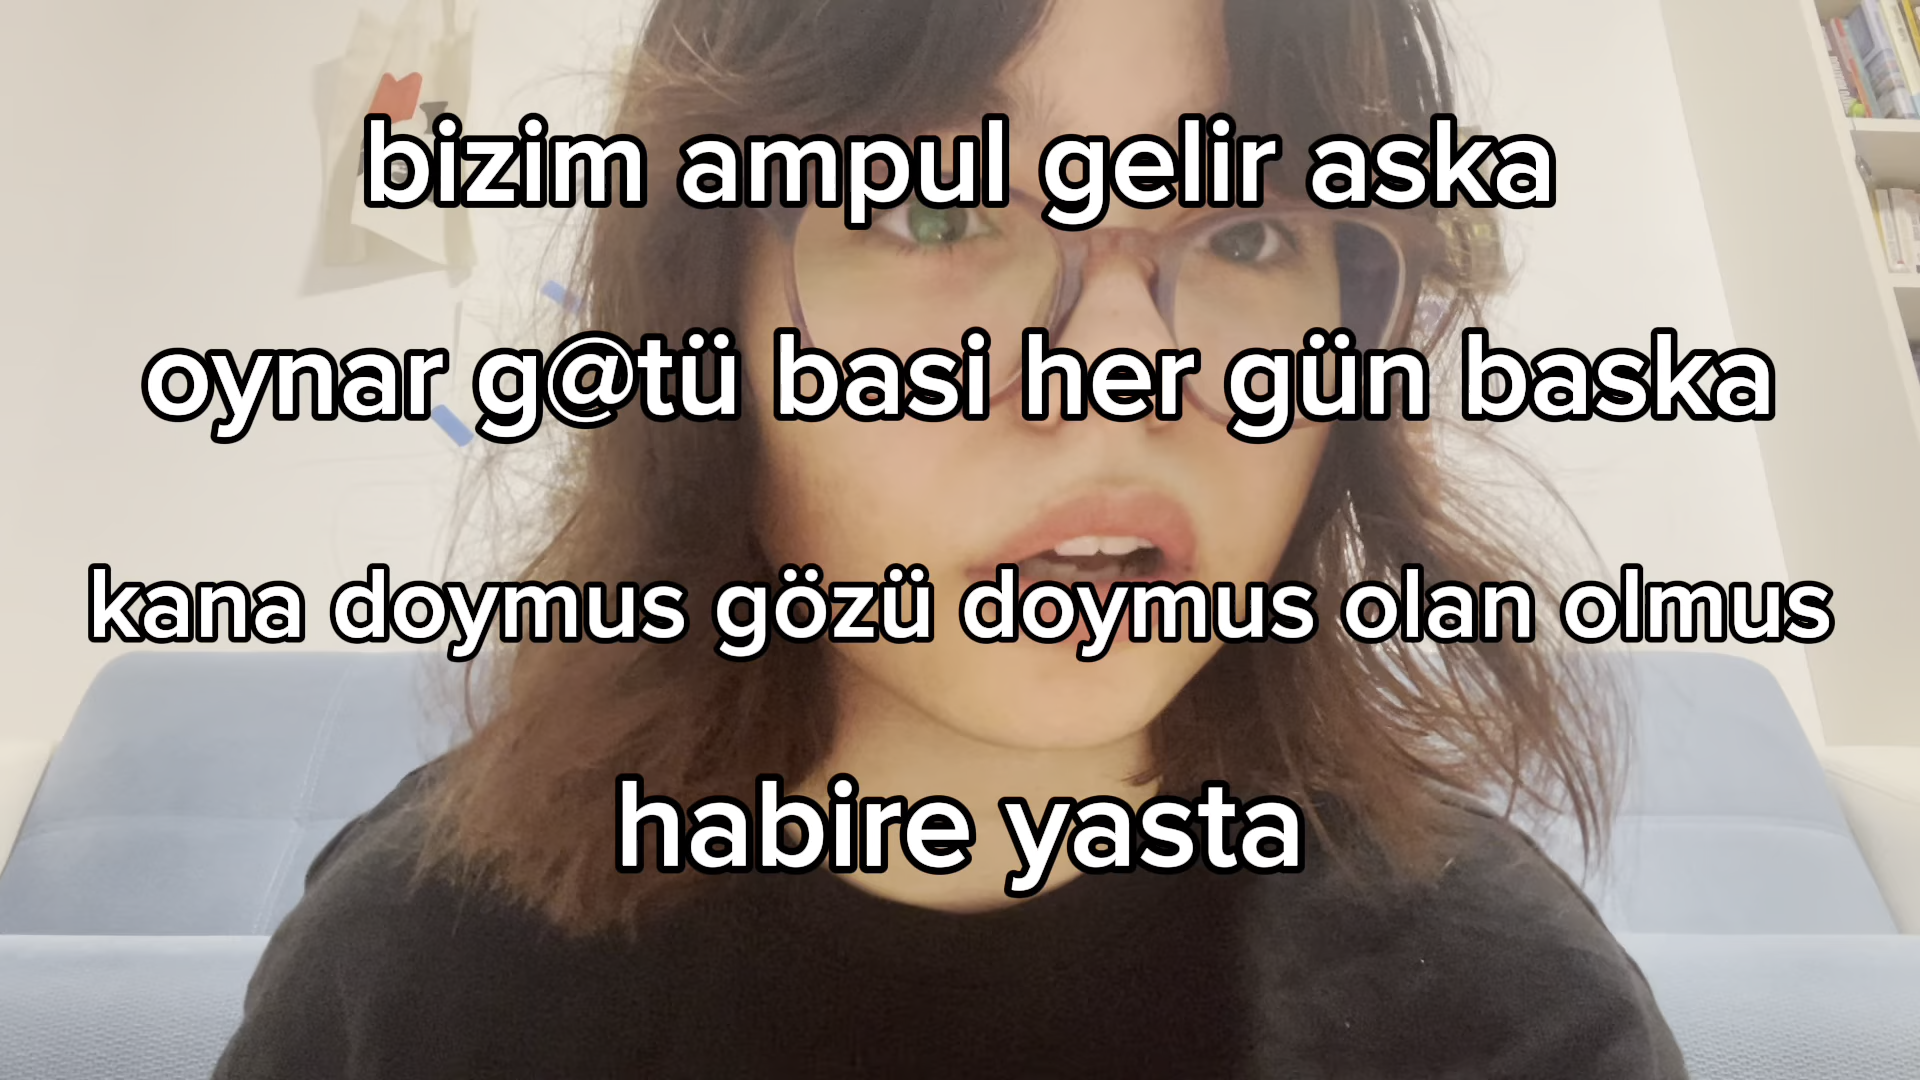 bizim ampul gelir aska
oynar g@tü basi her gün baska
kana doymus gözü doymus olan olmus
habire yasta